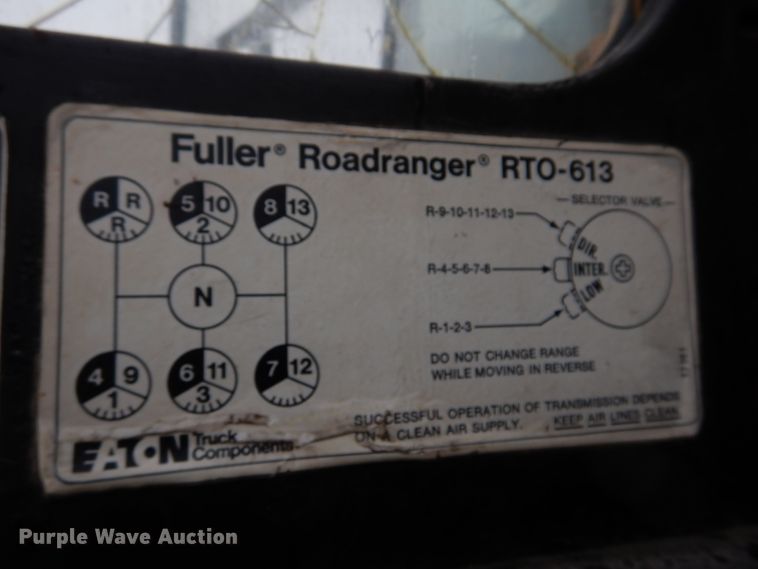 Fuller® Roadranger® RTO-613
R R R
5 10 2
8 13
N
4 9 1
6 11 3
7 12
SELECTOR VALVE
R-9-10-11-12-13
DIR.
R-4-5-6-7-8
INTER.
LOW
R-1-2-3
DO NOT CHANGE RANGE
WHILE MOVING IN REVERSE
SUCCESSFUL OPERATION OF TRANSMISSION DEPENDS
ON A CLEAN AIR SUPPLY. KEEP AIR LINES CLEAN.
EATON Truck
Components
Purple Wave Auction